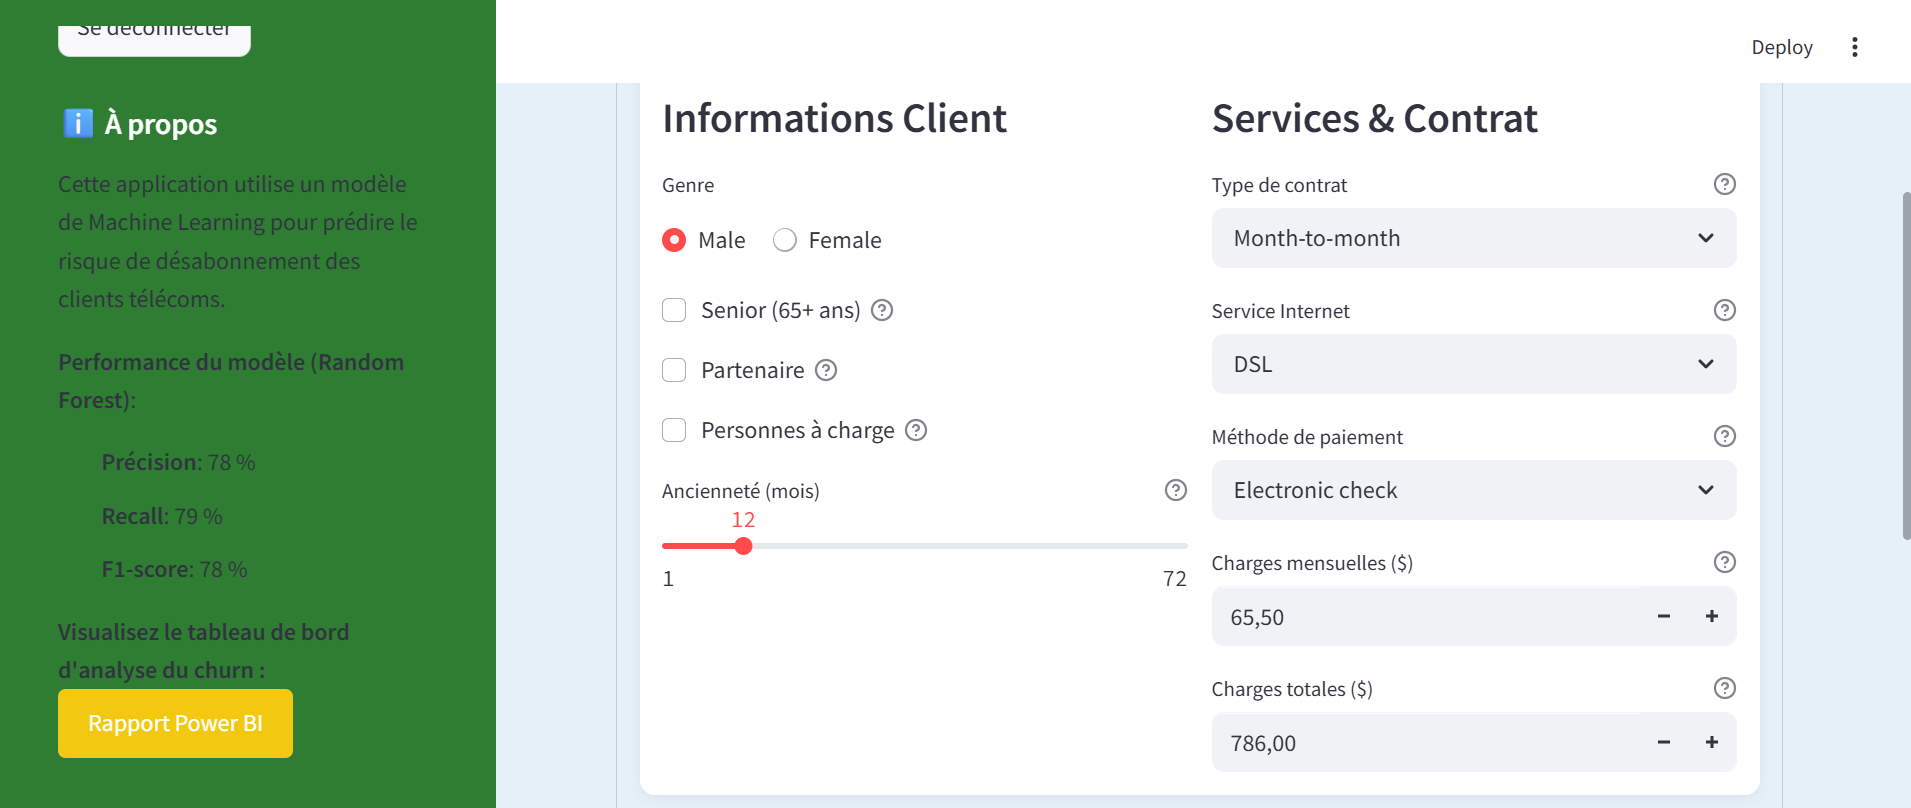 Se déconnecter
À propos
Cette application utilise un modèle
de Machine Learning pour prédire le
risque de désabonnement des
clients télécoms.
Performance du modèle (Random
Forest):
Précision: 78 %
Recall: 79 %
F1-score: 78 %
Visualisez le tableau de bord
d'analyse du churn :
Rapport Power BI
Deploy
Informations Client
Genre
Male
Female
Senior (65+ ans)
Partenaire
Personnes à charge
Ancienneté (mois)
12
1
72
Services & Contrat
Type de contrat
Month-to-month
Service Internet
DSL
Méthode de paiement
Electronic check
Charges mensuelles ($)
65,50
Charges totales ($)
786,00